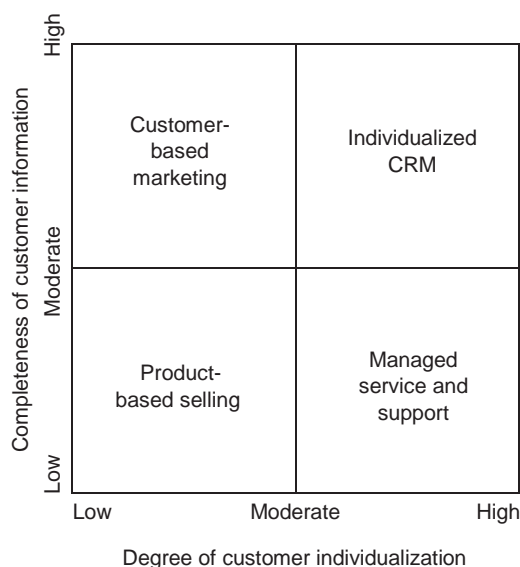 Completeness of customer information
High
Moderate
Low
Customer-
based
marketing
Individualized
CRM
Product-
based selling
Managed
service and
support
Low Moderate High
Degree of customer individualization